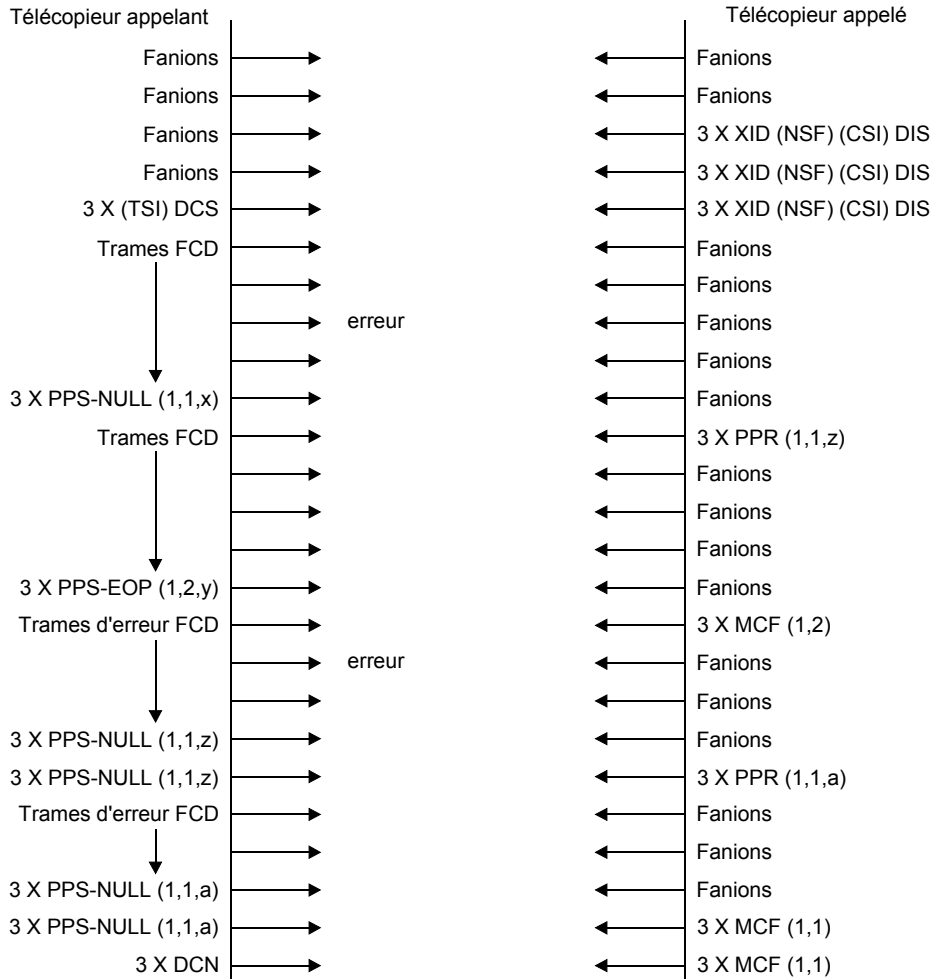 Télécopieur appelant Télécopieur appelé
Fanions Fanions
Fanions Fanions
Fanions 3 X XID (NSF) (CSI) DIS
Fanions 3 X XID (NSF) (CSI) DIS
3 X (TSI) DCS 3 X XID (NSF) (CSI) DIS
Trames FCD Fanions
Fanions
erreur Fanions
Fanions
3 X PPS-NULL (1,1,x) Fanions
Trames FCD 3 X PPR (1,1,z)
Fanions
Fanions
Fanions
3 X PPS-EOP (1,2,y) Fanions
Trames d'erreur FCD 3 X MCF (1,2)
erreur Fanions
Fanions
3 X PPS-NULL (1,1,z) Fanions
3 X PPS-NULL (1,1,z) 3 X PPR (1,1,a)
Trames d'erreur FCD Fanions
Fanions
3 X PPS-NULL (1,1,a) Fanions
3 X PPS-NULL (1,1,a) 3 X MCF (1,1)
3 X DCN 3 X MCF (1,1)